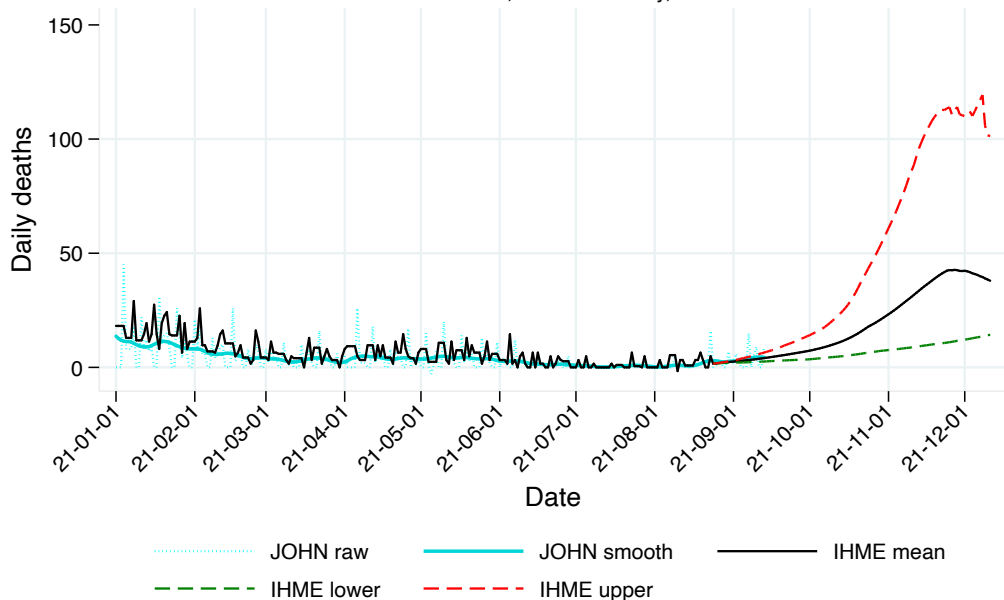 150
100
50
0
Daily deaths
21-01-01
21-02-01
21-03-01
21-04-01
21-05-01
21-06-01
21-07-01
21-08-01
21-09-01
21-10-01
21-11-01
21-12-01
Date
JOHN raw
JOHN smooth
IHME mean
IHME lower
IHME upper